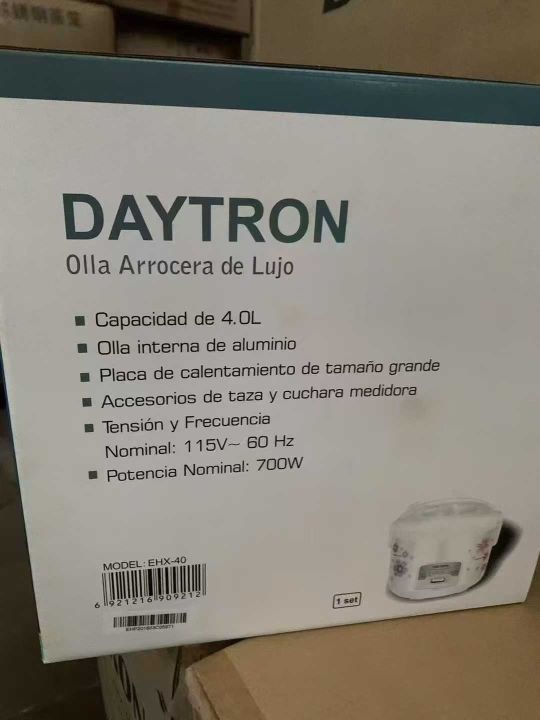 DAYTRON
Olla Arrocera de Lujo
Capacidad de 4.0L
Olla interna de aluminio
Placa de calentamiento de tamaño grande
Accesorios de taza y cuchara medidora
Tensión y Frecuencia
Nominal: 115V~ 60 Hz
Potencia Nominal: 700W
MODEL: EHX-40
6 921216 909212
1 set